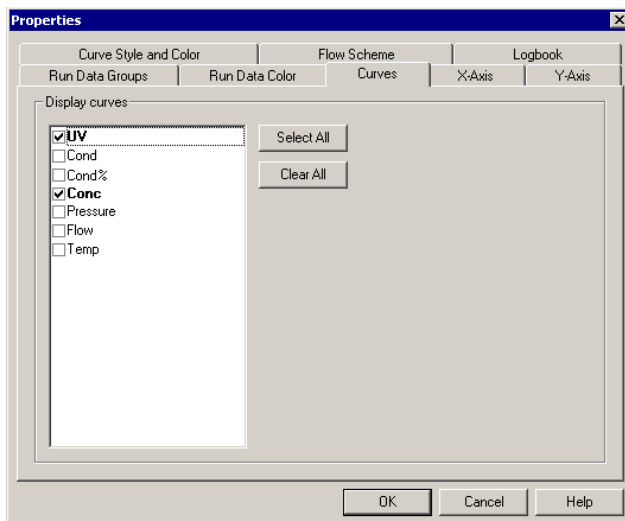 Properties
Curve Style and Color Flow Scheme Logbook
Run Data Groups Run Data Color Curves X-Axis Y-Axis
Display curves
UV
Select All
Cond
Cond%
Clear All
Conc
Pressure
Flow
Temp
OK Cancel Help